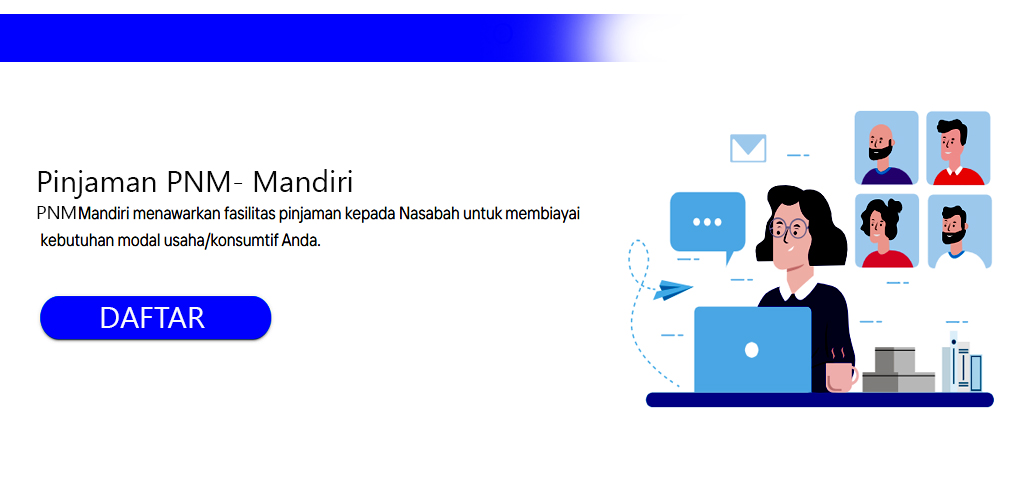 Pinjaman PNM- Mandiri
PNM Mandiri menawarkan fasilitas pinjaman kepada Nasabah untuk membiayai
kebutuhan modal usaha/konsumtif Anda.
DAFTAR